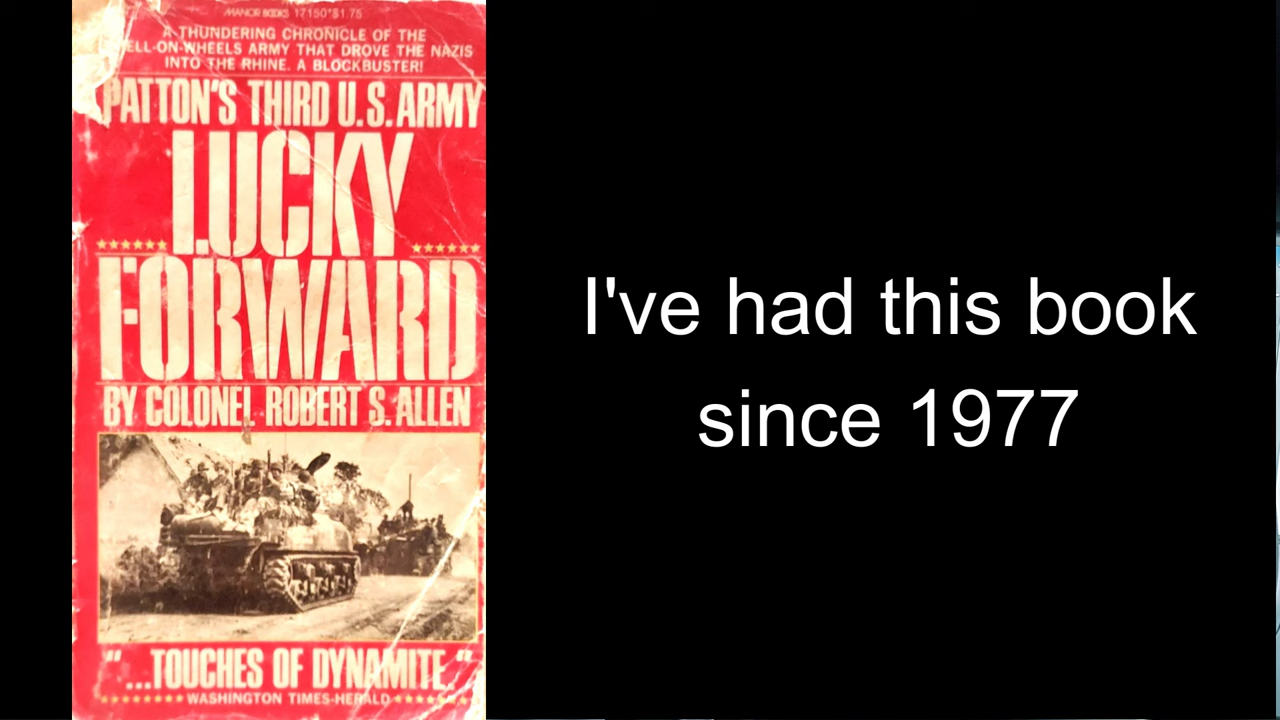 MANOR BOOKS 17150*$1.75
A THUNDERING CHRONICLE OF THE
ELL-ON-WHEELS ARMY THAT DROVE THE NAZIS
INTO THE RHINE. A BLOCKBUSTER!
PATTON'S THIRD U.S. ARMY
LUCKY
FORWARD
BY COLONEL ROBERT S. ALLEN
"...TOUCHES OF DYNAMITE."
WASHINGTON TIMES-HERALD
I've had this book
since 1977